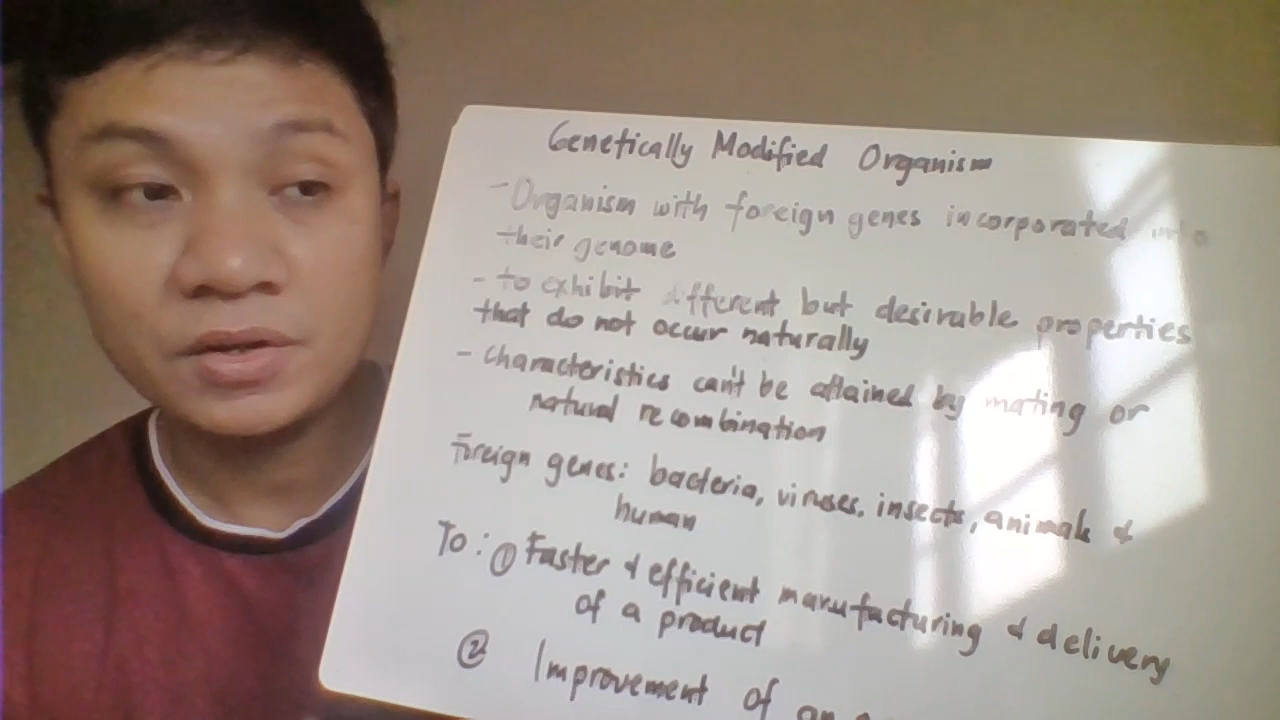 Genetically Modified Organism
- Organism with foreign genes incorporated into
their genome
- to exhibit different but desirable properties
that do not occur naturally
- Characteristics can't be attained by mating or
natural recombination
Foreign genes: bacteria, viruses, insects, animals &
human
To: ① Faster & efficient manufacturing & delivery
of a product
② Improvement of